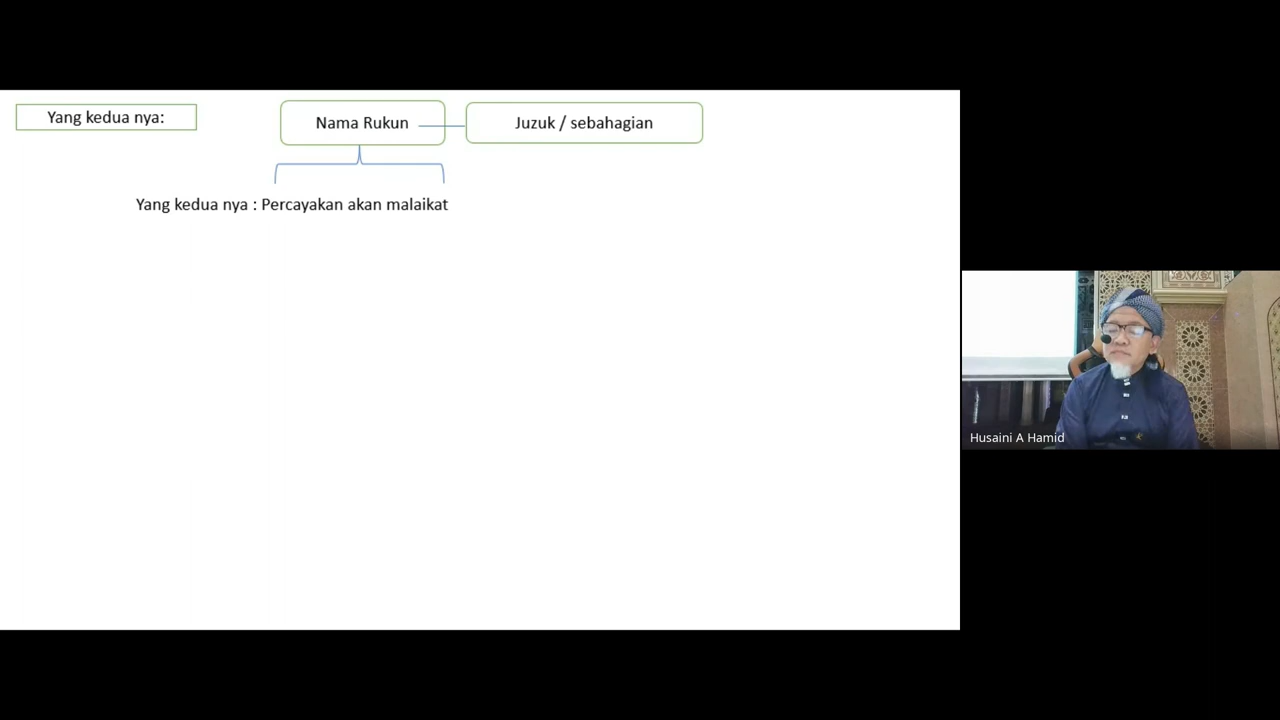 Yang kedua nya:
Nama Rukun
Juzuk / sebahagian
Yang kedua nya : Percayakan akan malaikat
Husaini A Hamid